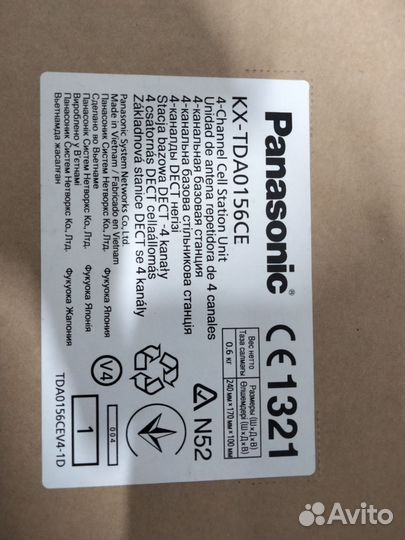 Panasonic®
KX-TDA0156CE
4-Channel Cell Station Unit
Unidad de antena repetidora de 4 canales
4-канальная базовая станция
4-канальна базова стільникова станція
4-каналды DECT негізі
Stacja bazowa DECT -4 kanały
4 csatornás DECT cellaállomás
Základnová stanice DECT se 4 kanály
Panasonic System Networks Co., Ltd.
Made in Vietnam / Fabricado en Vietnam
Панасоник Систем Нетворкс Ко., Лтд. Фукуока Япония
Сделано во Вьетнаме
Панасонік Систем Нетворкс Ко., Лтд. Фукуока Японія
Вироблено у В'єтнамі
Панасоник Систем Нетворкс Ко., Лтд. Фукуока Жапония
Вьетнамда жасалған
CE 1321
Вес нетто
Таза салмағы
0.6 кг
Размеры (Ш×Д×В)
Өлшемдері (Ш×Д×В)
240 мм × 170 мм × 100 мм
N52
V4
004
1
TDA0156CEV4-1D
Avito